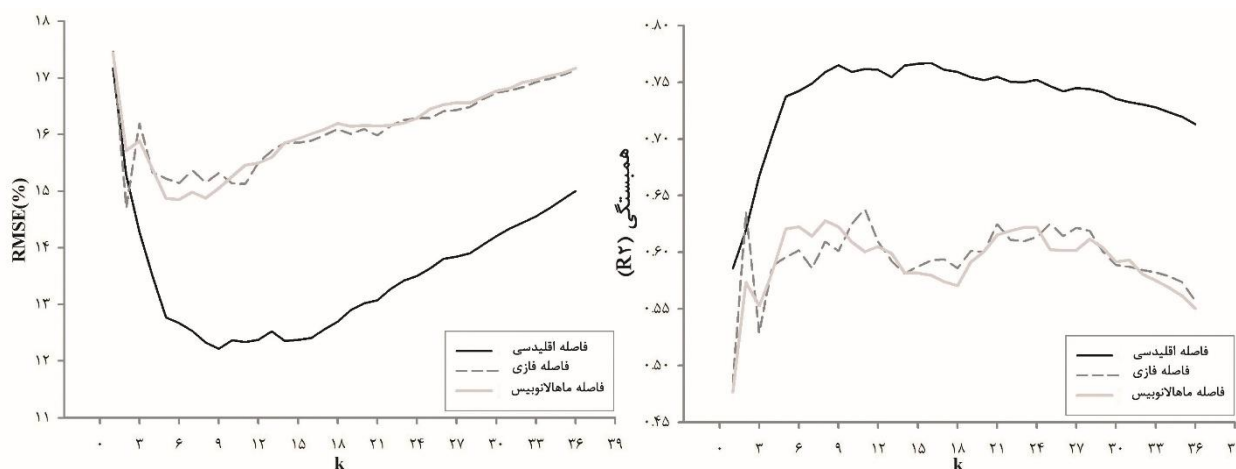 RMSE(%)
۱۸
۱۷
۱۶
۱۵
۱۴
۱۳
۱۲
۱۱
۰ ۳ ۶ ۹ ۱۲ ۱۵ ۱۸ ۲۱ ۲۴ ۲۷ ۳۰ ۳۳ ۳۶ ۳۹
k
فاصله اقلیدسی
فاصله فازی
فاصله ماهالانوبیس
همبستگی (R۲)
۰.۸۰
۰.۷۵
۰.۷۰
۰.۶۵
۰.۶۰
۰.۵۵
۰.۵۰
۰.۴۵
۰ ۳ ۶ ۹ ۱۲ ۱۵ ۱۸ ۲۱ ۲۴ ۲۷ ۳۰ ۳۳ ۳۶
k
فاصله اقلیدسی
فاصله فازی
فاصله ماهالانوبیس